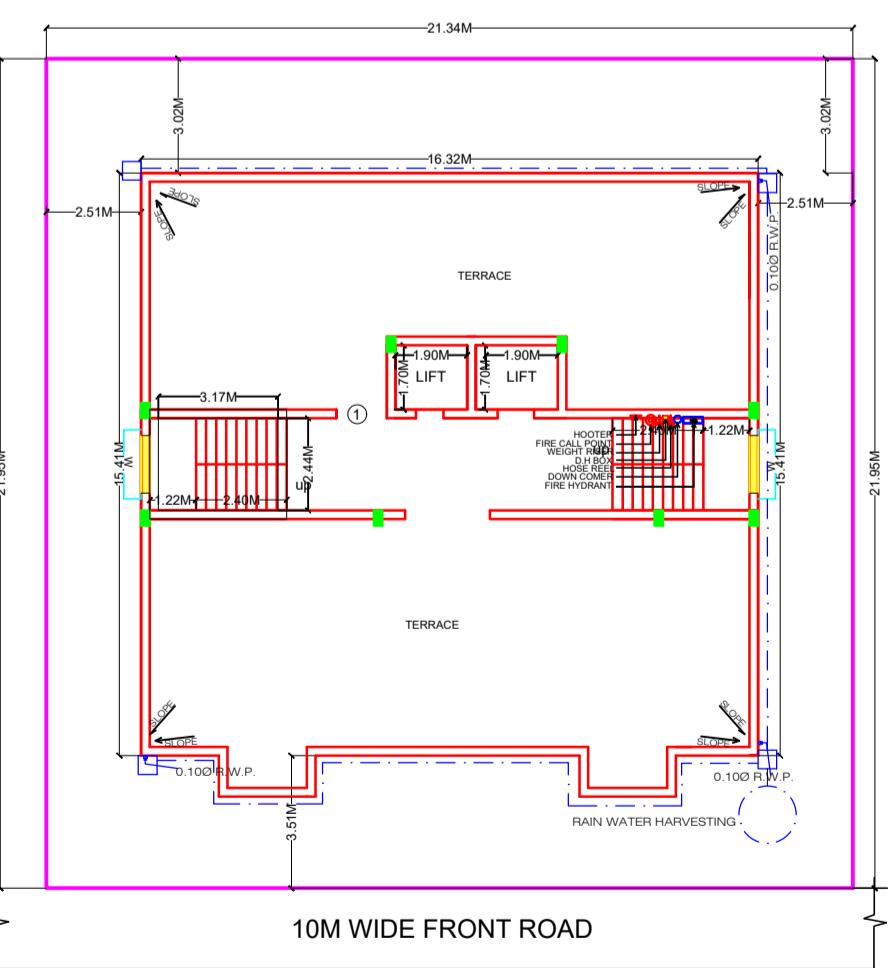 21.34M
3.02M
3.02M
16.32M
SLOPE
SLOPE
SLOPE
SLOPE
2.51M
2.51M
0.10Ø R.W.P.
TERRACE
1.90M
1.90M
1.70M
LIFT
1.70M
LIFT
3.17M
1
HOOTER
FIRE CALL POINT
WEIGHT RISER
D.H BOX
HOSE REEL
DOWN COMER
FIRE HYDRANT
2.40M
1.22M
up
15.41M
W
2.44M
up
W
15.41M
21.95M
21.95M
1.22M
2.40M
TERRACE
SLOPE
SLOPE
SLOPE
SLOPE
0.10Ø R.W.P.
0.10Ø R.W.P.
3.51M
RAIN WATER HARVESTING
10M WIDE FRONT ROAD